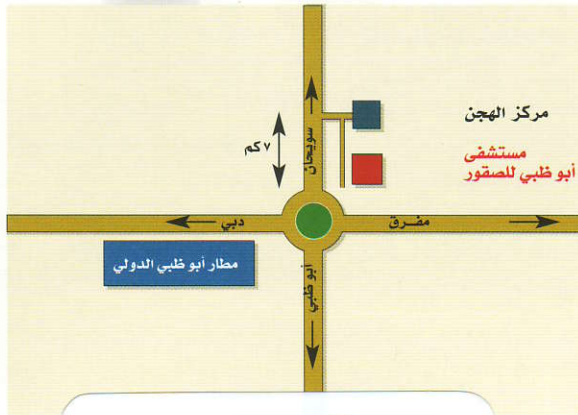 مركز الهجن
مستشفى
أبو ظبي للصقور
٧ كم
سويحان
دبي
مفرق
أبو ظبي
مطار أبو ظبي الدولي